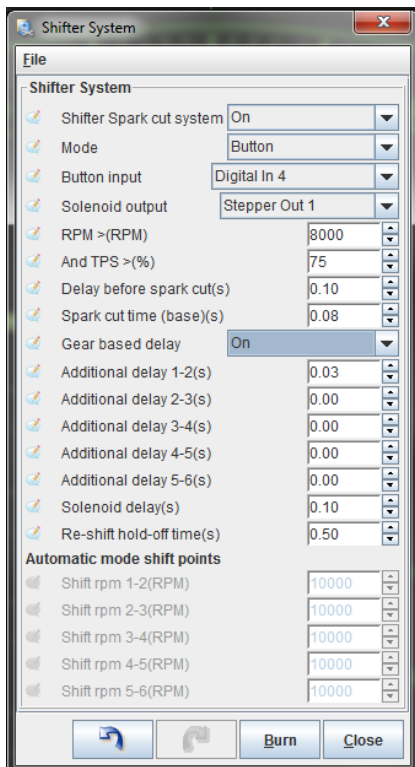 Shifter System
File
Shifter System
Shifter Spark cut system On
Mode Button
Button input Digital In 4
Solenoid output Stepper Out 1
RPM >(RPM) 8000
And TPS >(%) 75
Delay before spark cut(s) 0.10
Spark cut time (base)(s) 0.08
Gear based delay On
Additional delay 1-2(s) 0.03
Additional delay 2-3(s) 0.00
Additional delay 3-4(s) 0.00
Additional delay 4-5(s) 0.00
Additional delay 5-6(s) 0.00
Solenoid delay(s) 0.10
Re-shift hold-off time(s) 0.50
Automatic mode shift points
Shift rpm 1-2(RPM) 10000
Shift rpm 2-3(RPM) 10000
Shift rpm 3-4(RPM) 10000
Shift rpm 4-5(RPM) 10000
Shift rpm 5-6(RPM) 10000
Burn Close